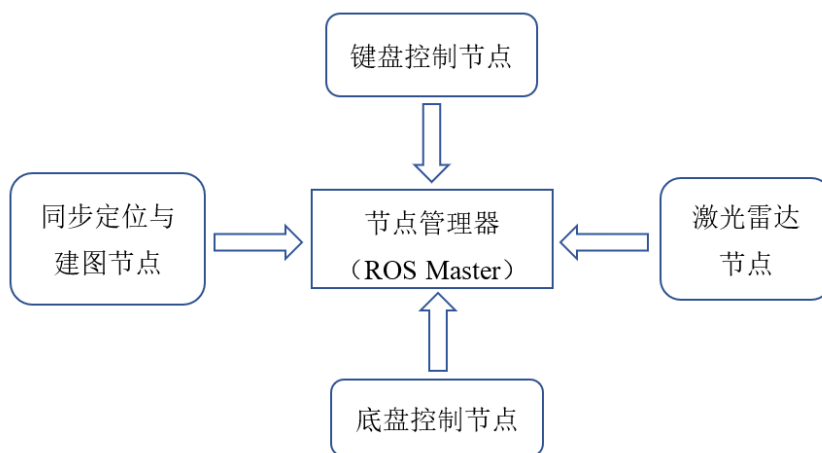 键盘控制节点
同步定位与
建图节点
节点管理器
（ROS Master）
激光雷达
节点
底盘控制节点